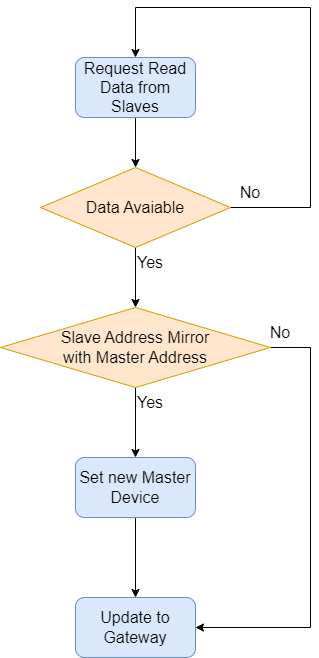 Request Read
Data from
Slaves
Data Avaiable
No
Yes
Slave Address Mirror
with Master Address
No
Yes
Set new Master
Device
Update to
Gateway